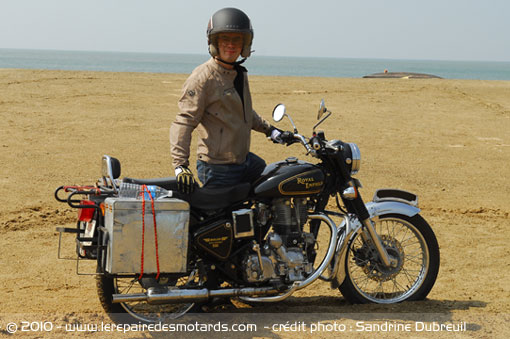 ROYAL
ENFIELD
© 2010 - www.lerepairedesmotards.com - crédit photo : Sandrine Dubreuil